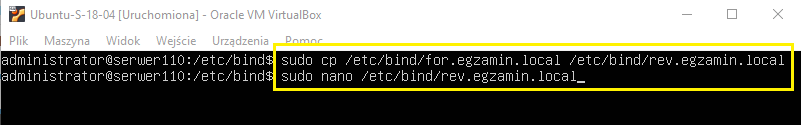 Ubuntu-S-18-04 [Uruchomiona] - Oracle VM VirtualBox
Plik Maszyna Widok Wejście Urządzenia Pomoc
administrator@serwer110:/etc/bind$ sudo cp /etc/bind/for.egzamin.local /etc/bind/rev.egzamin.local
administrator@serwer110:/etc/bind$ sudo nano /etc/bind/rev.egzamin.local_